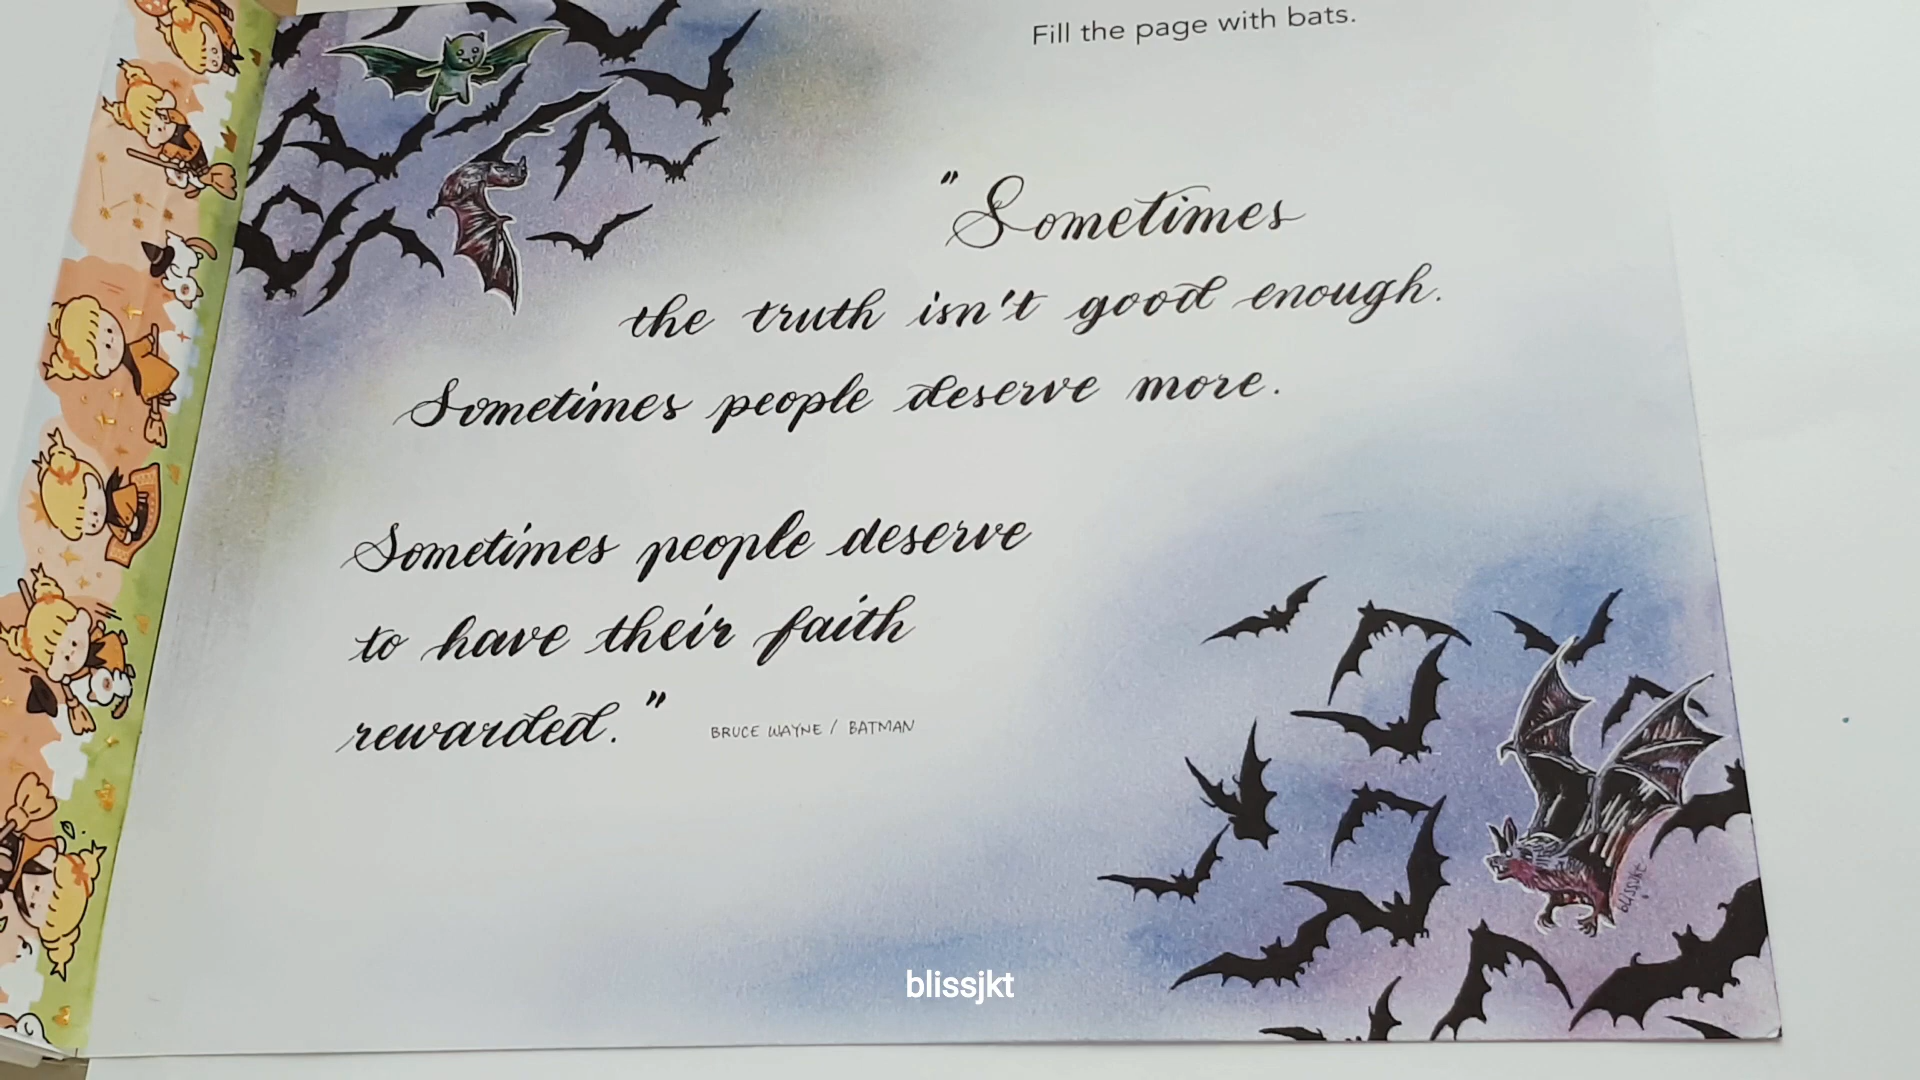 Fill the page with bats.
"Sometimes
the truth isn't good enough.
Sometimes people deserve more.
Sometimes people deserve
to have their faith
rewarded."
BRUCE WAYNE / BATMAN
blissjkt
blissjkt